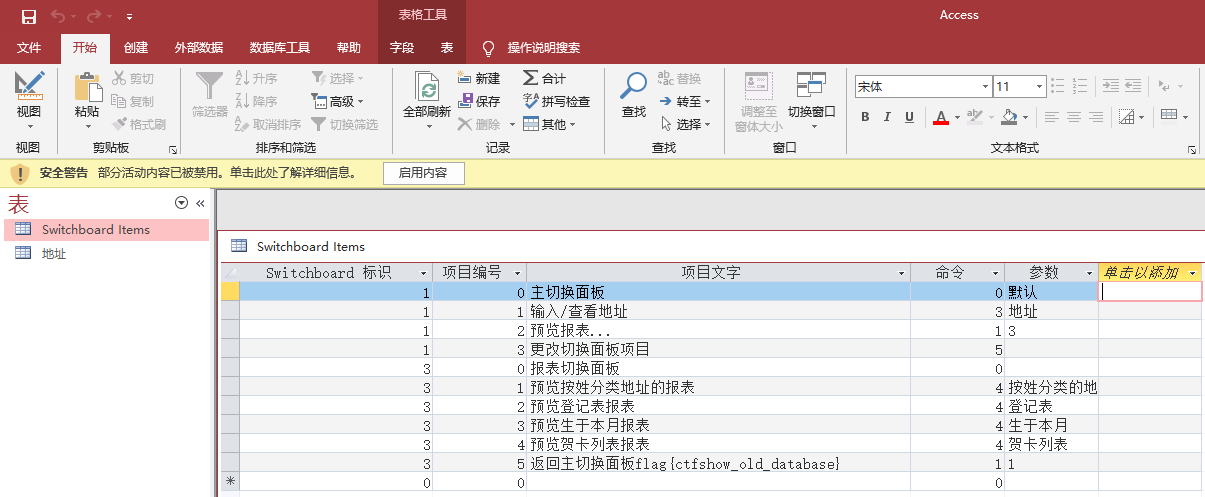 表格工具 Access
文件 开始 创建 外部数据 数据库工具 帮助 字段 表 操作说明搜索
视图 粘贴 剪切 复制 格式刷 筛选器 升序 降序 取消排序 选择 高级 切换筛选 全部刷新 新建 保存 删除 合计 拼写检查 其他 查找 替换 转至 选择 调整至窗体大小 切换窗口 宋体 11
B I U A ab A
视图 剪贴板 排序和筛选 记录 查找 窗口 文本格式
安全警告 部分活动内容已被禁用。单击此处了解详细信息。 启用内容
表 «
Switchboard Items
地址
Switchboard Items
Switchboard 标识 项目编号 项目文字 命令 参数 单击以添加
1 0 主切换面板 0 默认
1 1 输入/查看地址 3 地址
1 2 预览报表... 1 3
1 3 更改切换面板项目 5
3 0 报表切换面板 0
3 1 预览按姓分类地址的报表 4 按姓分类的地
3 2 预览登记表报表 4 登记表
3 3 预览生于本月报表 4 生于本月
3 4 预览贺卡列表报表 4 贺卡列表
3 5 返回主切换面板flag{ctfshow_old_database} 1 1
* 0 0 0